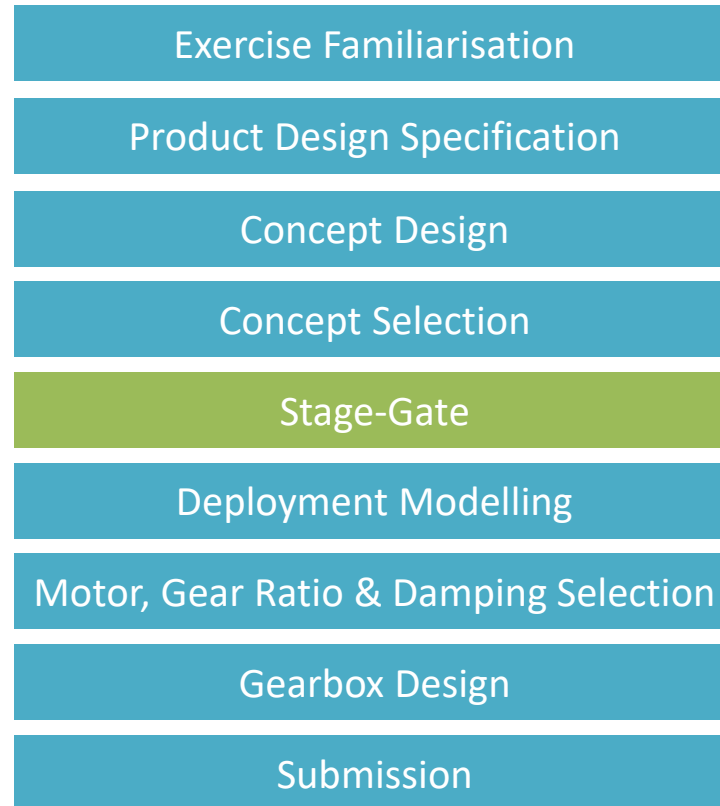 Exercise Familiarisation
Product Design Specification
Concept Design
Concept Selection
Stage-Gate
Deployment Modelling
Motor, Gear Ratio & Damping Selection
Gearbox Design
Submission